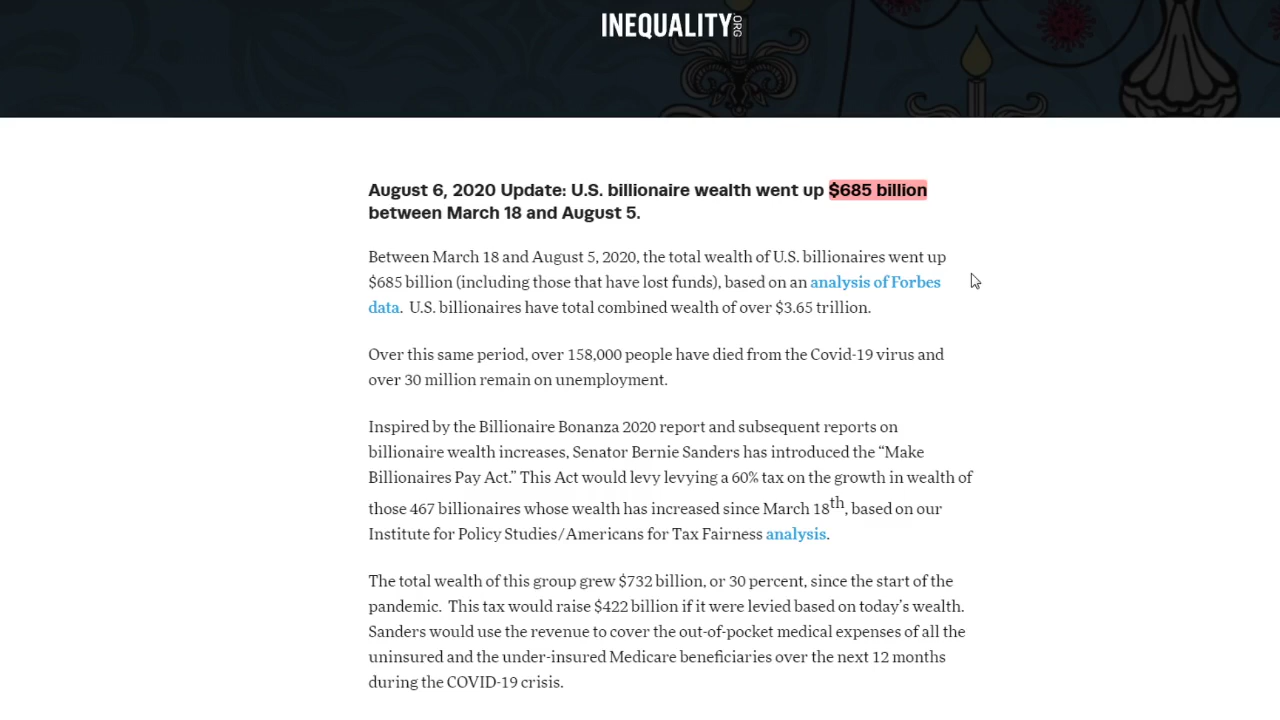 INEQUALITY.ORG
August 6, 2020 Update: U.S. billionaire wealth went up $685 billion
between March 18 and August 5.
Between March 18 and August 5, 2020, the total wealth of U.S. billionaires went up
$685 billion (including those that have lost funds), based on an analysis of Forbes
data. U.S. billionaires have total combined wealth of over $3.65 trillion.
Over this same period, over 158,000 people have died from the Covid-19 virus and
over 30 million remain on unemployment.
Inspired by the Billionaire Bonanza 2020 report and subsequent reports on
billionaire wealth increases, Senator Bernie Sanders has introduced the “Make
Billionaires Pay Act.” This Act would levy levying a 60% tax on the growth in wealth of
those 467 billionaires whose wealth has increased since March 18th, based on our
Institute for Policy Studies/Americans for Tax Fairness analysis.
The total wealth of this group grew $732 billion, or 30 percent, since the start of the
pandemic. This tax would raise $422 billion if it were levied based on today’s wealth.
Sanders would use the revenue to cover the out-of-pocket medical expenses of all the
uninsured and the under-insured Medicare beneficiaries over the next 12 months
during the COVID-19 crisis.